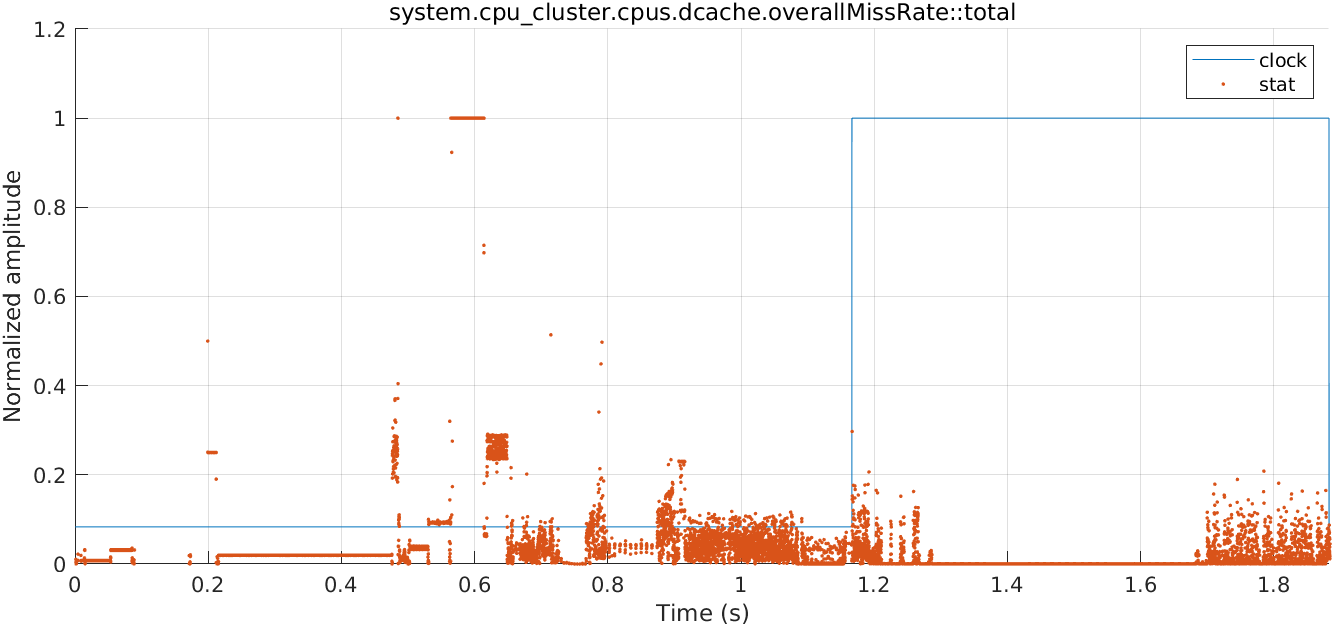 system.cpu_cluster.cpus.dcache.overallMissRate::total
1.2
1
0.8
0.6
0.4
0.2
0
Normalized amplitude
clock
stat
0 0.2 0.4 0.6 0.8 1 1.2 1.4 1.6 1.8
Time (s)